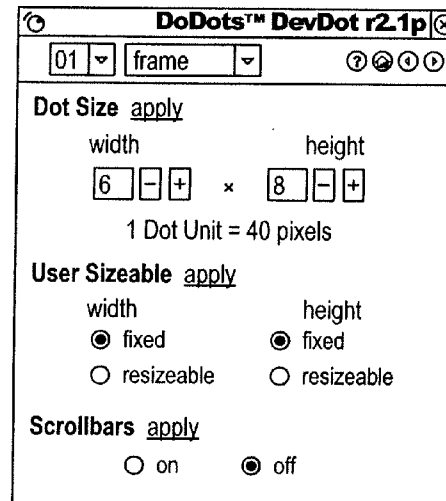 DoDots™ DevDot r2.1p
01 frame ?
Dot Size apply
width height
6 − + × 8 − +
1 Dot Unit = 40 pixels
User Sizeable apply
width height
fixed fixed
resizeable resizeable
Scrollbars apply
on off